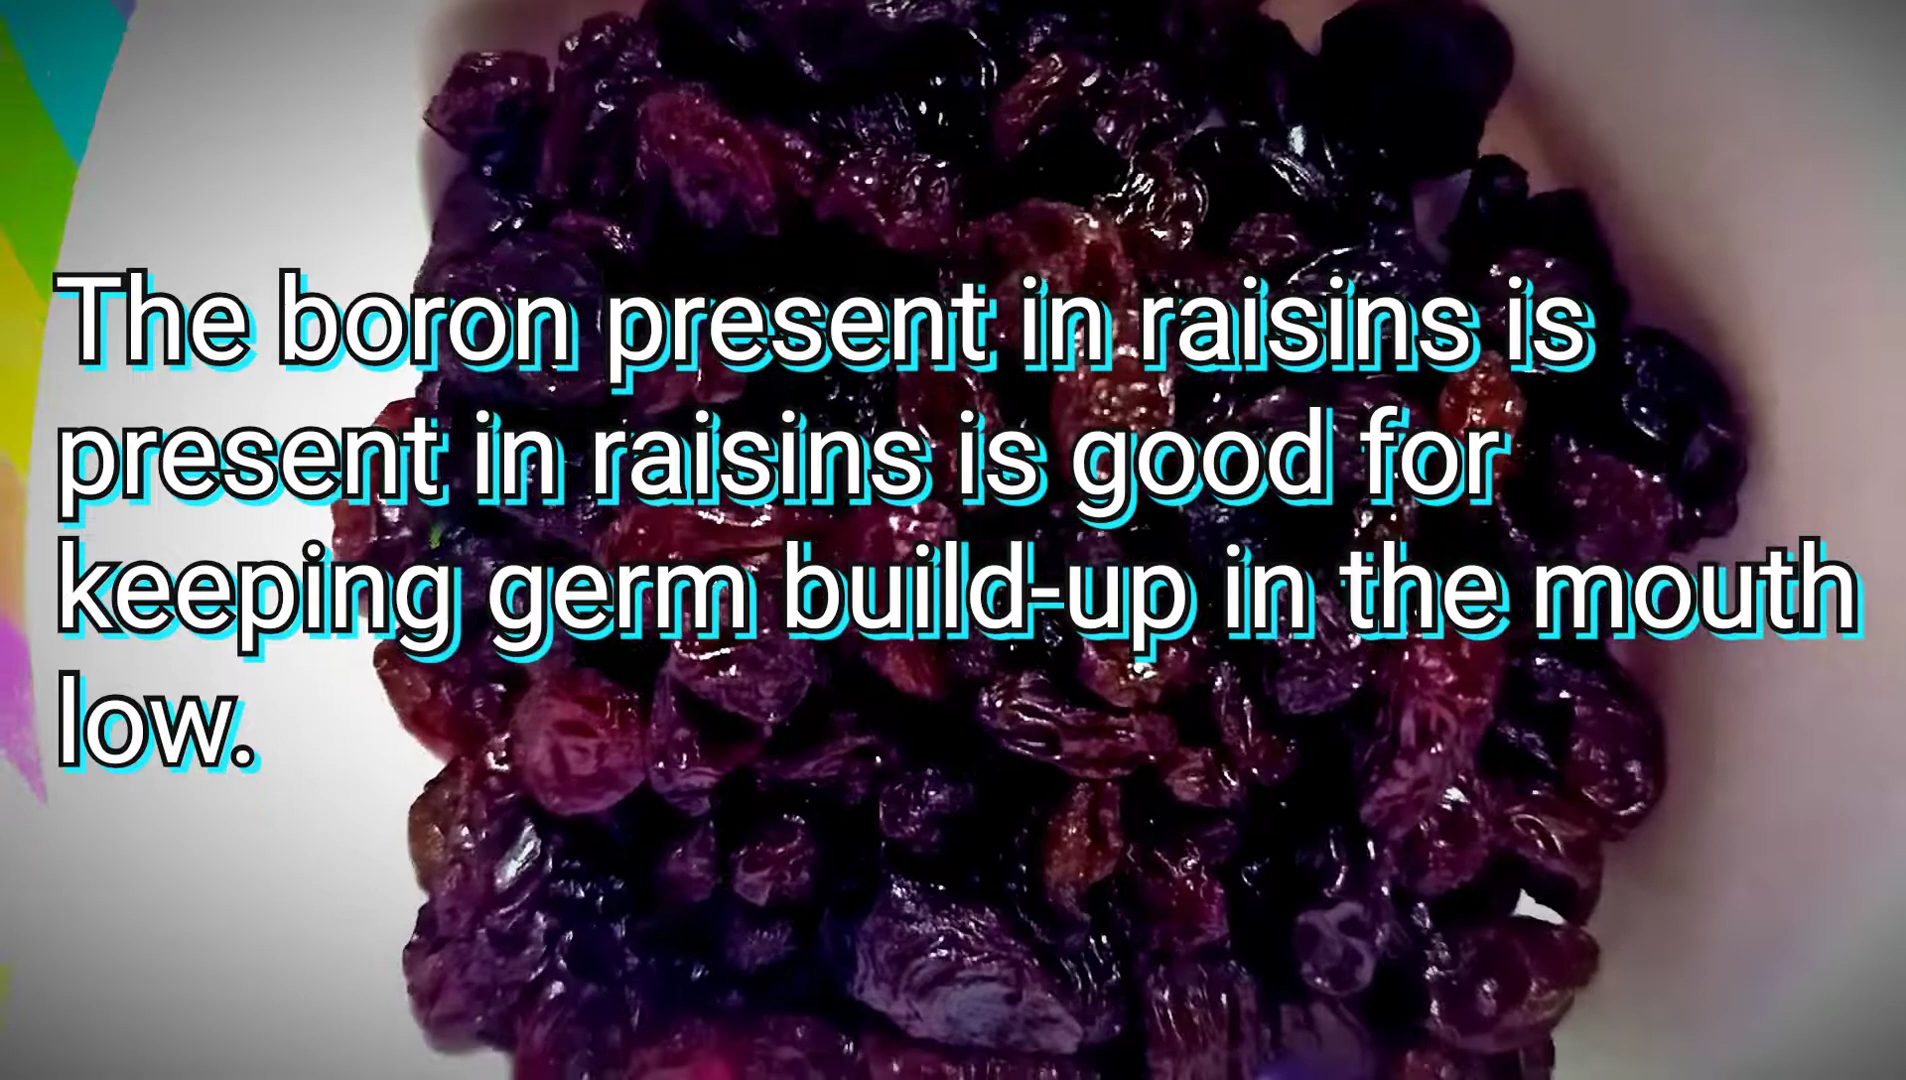 The boron present in raisins is
present in raisins is good for
keeping germ build-up in the mouth
low.